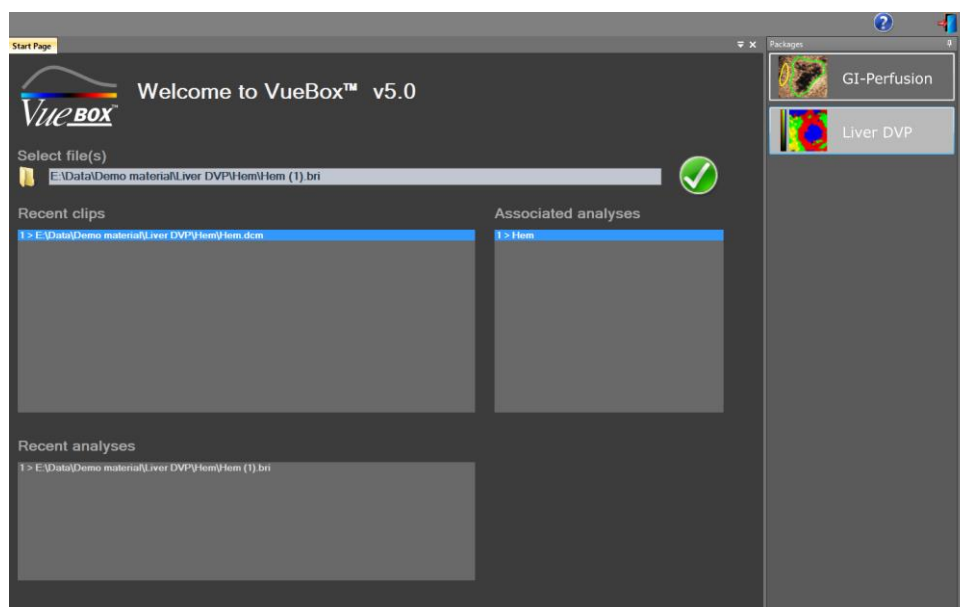 Start Page
Packages
VUEBOX™
Welcome to VueBox™ v5.0
GI-Perfusion
Liver DVP
Select file(s)
E:\Data\Demo material\Liver DVP\Hem\Hem (1).bri
Recent clips
Associated analyses
1 > E:\Data\Demo material\Liver DVP\Hem\Hem.dcm
1 > Hem
Recent analyses
1 > E:\Data\Demo material\Liver DVP\Hem\Hem (1).bri